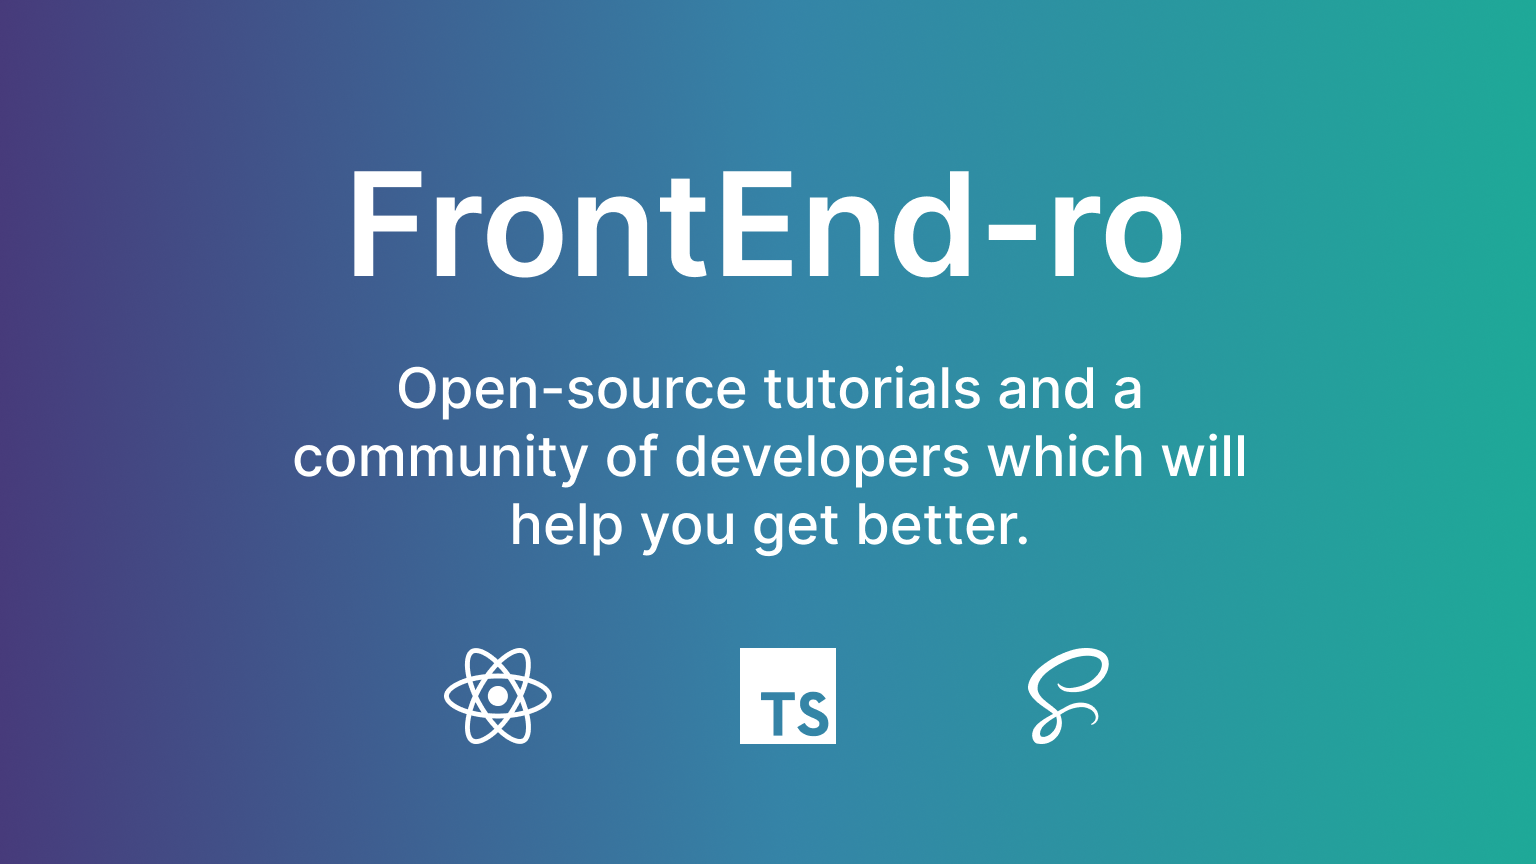 FrontEnd-ro
Open-source tutorials and a
community of developers which will
help you get better.
TS